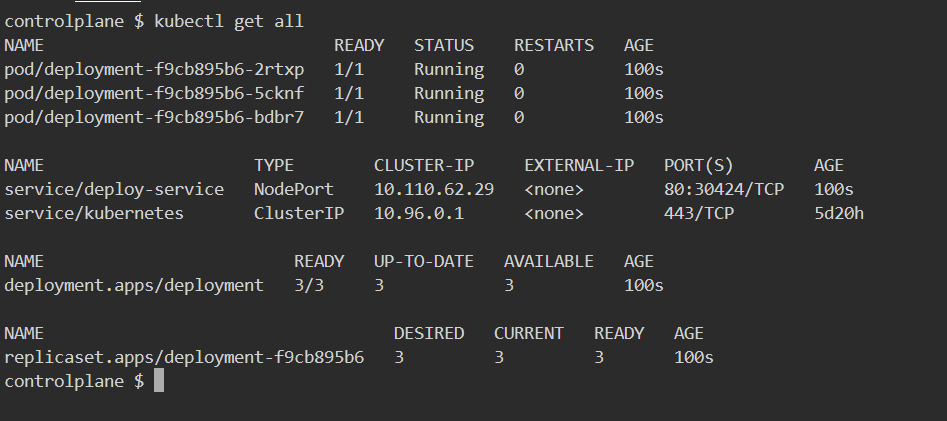 controlplane $ kubectl get all
NAME READY STATUS RESTARTS AGE
pod/deployment-f9cb895b6-2rtxp 1/1 Running 0 100s
pod/deployment-f9cb895b6-5cknf 1/1 Running 0 100s
pod/deployment-f9cb895b6-bdbr7 1/1 Running 0 100s
NAME TYPE CLUSTER-IP EXTERNAL-IP PORT(S) AGE
service/deploy-service NodePort 10.110.62.29 <none> 80:30424/TCP 100s
service/kubernetes ClusterIP 10.96.0.1 <none> 443/TCP 5d20h
NAME READY UP-TO-DATE AVAILABLE AGE
deployment.apps/deployment 3/3 3 3 100s
NAME DESIRED CURRENT READY AGE
replicaset.apps/deployment-f9cb895b6 3 3 3 100s
controlplane $